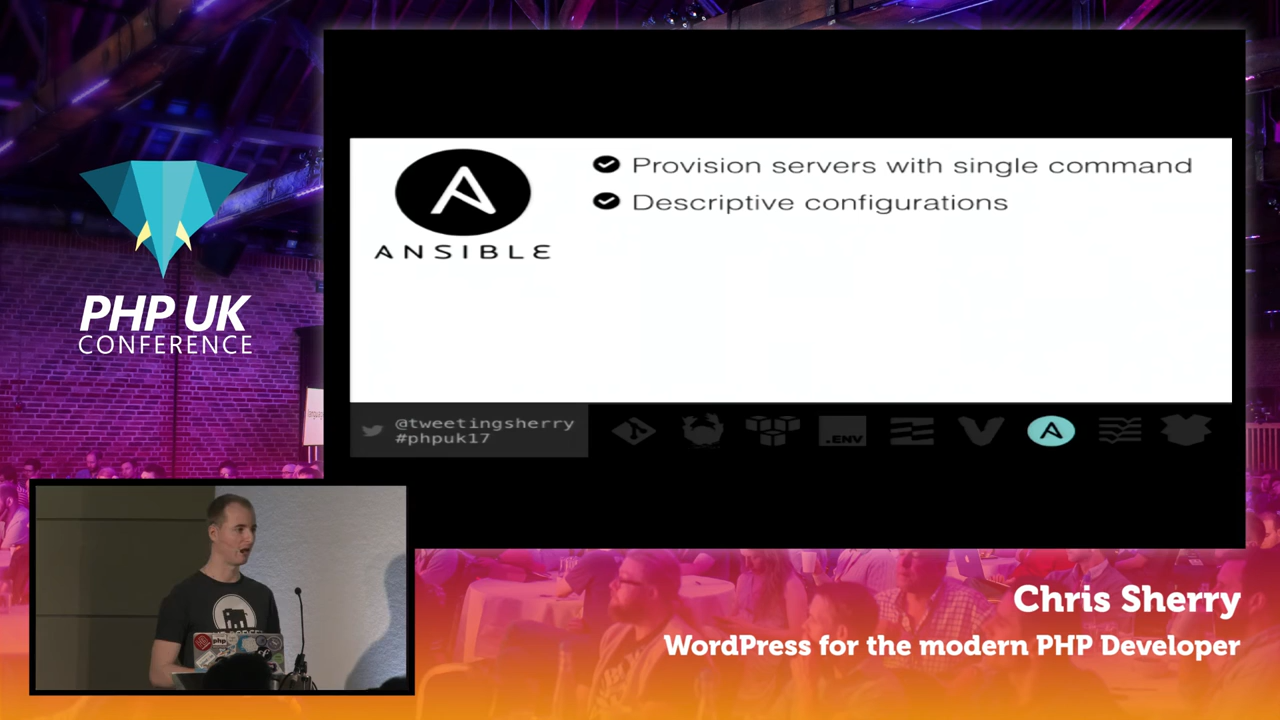 PHP UK
CONFERENCE
ANSIBLE
Provision servers with single command
Descriptive configurations
@tweetingsherry
#phpuk17
.ENV
php
Chris Sherry
WordPress for the modern PHP Developer